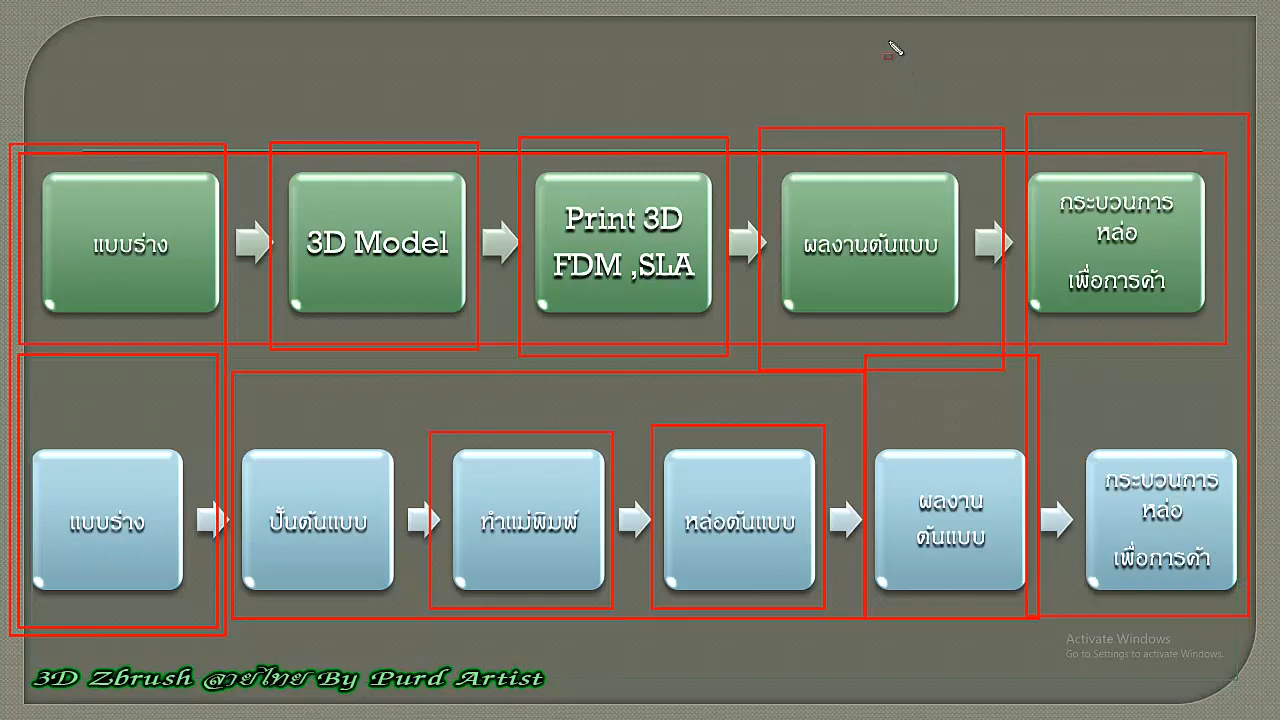 แบบร่าง
3D Model
Print 3D
FDM ,SLA
ผลงานต้นแบบ
กระบวนการ
หล่อ
เพื่อการค้า
แบบร่าง
ปั้นต้นแบบ
ทำแม่พิมพ์
หล่อต้นแบบ
ผลงาน
ต้นแบบ
กระบวนการ
หล่อ
เพื่อการค้า
Activate Windows
Go to Settings to activate Windows.
3D Zbrush ลายไทย By Purd Artist